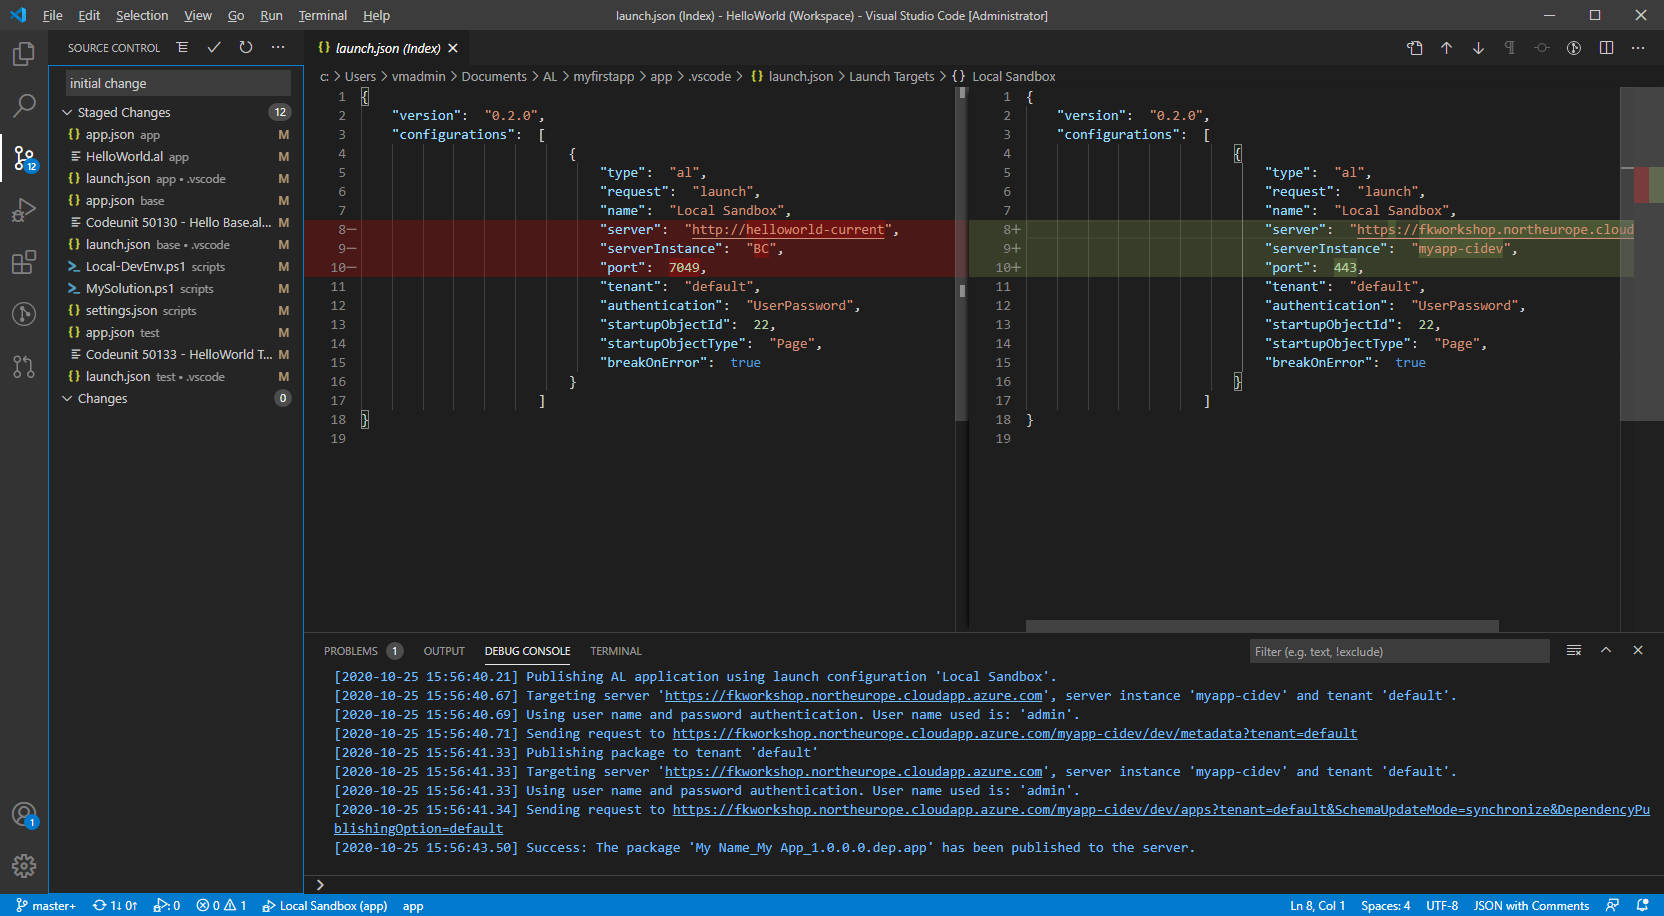 File Edit Selection View Go Run Terminal Help
launch.json (Index) - HelloWorld (Workspace) - Visual Studio Code [Administrator]
SOURCE CONTROL
initial change
Staged Changes 12
{} app.json app M
HelloWorld.al app M
{} launch.json app • .vscode M
{} app.json base M
Codeunit 50130 - Hello Base.al... M
{} launch.json base • .vscode M
Local-DevEnv.ps1 scripts M
MySolution.ps1 scripts M
{} settings.json scripts M
{} app.json test M
Codeunit 50133 - HelloWorld T... M
{} launch.json test • .vscode M
Changes 0
12
1
{} launch.json (Index)
c: > Users > vmadmin > Documents > AL > myfirstapp > app > .vscode > {} launch.json > Launch Targets > {} Local Sandbox
1 {
2 "version": "0.2.0",
3 "configurations": [
4 {
5 "type": "al",
6 "request": "launch",
7 "name": "Local Sandbox",
8− "server": "http://helloworld-current",
9− "serverInstance": "BC",
10− "port": 7049,
11 "tenant": "default",
12 "authentication": "UserPassword",
13 "startupObjectId": 22,
14 "startupObjectType": "Page",
15 "breakOnError": true
16 }
17 ]
18 }
19
1 {
2 "version": "0.2.0",
3 "configurations": [
4 {
5 "type": "al",
6 "request": "launch",
7 "name": "Local Sandbox",
8+ "server": "https://fkworkshop.northeurope.cloud
9+ "serverInstance": "myapp-cidev",
10+ "port": 443,
11 "tenant": "default",
12 "authentication": "UserPassword",
13 "startupObjectId": 22,
14 "startupObjectType": "Page",
15 "breakOnError": true
16 }
17 ]
18 }
19
PROBLEMS 1 OUTPUT DEBUG CONSOLE TERMINAL Filter (e.g. text, !exclude)
[2020-10-25 15:56:40.21] Publishing AL application using launch configuration 'Local Sandbox'.
[2020-10-25 15:56:40.67] Targeting server 'https://fkworkshop.northeurope.cloudapp.azure.com', server instance 'myapp-cidev' and tenant 'default'.
[2020-10-25 15:56:40.69] Using user name and password authentication. User name used is: 'admin'.
[2020-10-25 15:56:40.71] Sending request to https://fkworkshop.northeurope.cloudapp.azure.com/myapp-cidev/dev/metadata?tenant=default
[2020-10-25 15:56:41.33] Publishing package to tenant 'default'
[2020-10-25 15:56:41.33] Targeting server 'https://fkworkshop.northeurope.cloudapp.azure.com', server instance 'myapp-cidev' and tenant 'default'.
[2020-10-25 15:56:41.33] Using user name and password authentication. User name used is: 'admin'.
[2020-10-25 15:56:41.34] Sending request to https://fkworkshop.northeurope.cloudapp.azure.com/myapp-cidev/dev/apps?tenant=default&SchemaUpdateMode=synchronize&DependencyPu
blishingOption=default
[2020-10-25 15:56:43.50] Success: The package 'My Name_My App_1.0.0.0.dep.app' has been published to the server.
master+ 1↓ 0↑ : 0 0 1 Local Sandbox (app) app Ln 8, Col 1 Spaces: 4 UTF-8 JSON with Comments